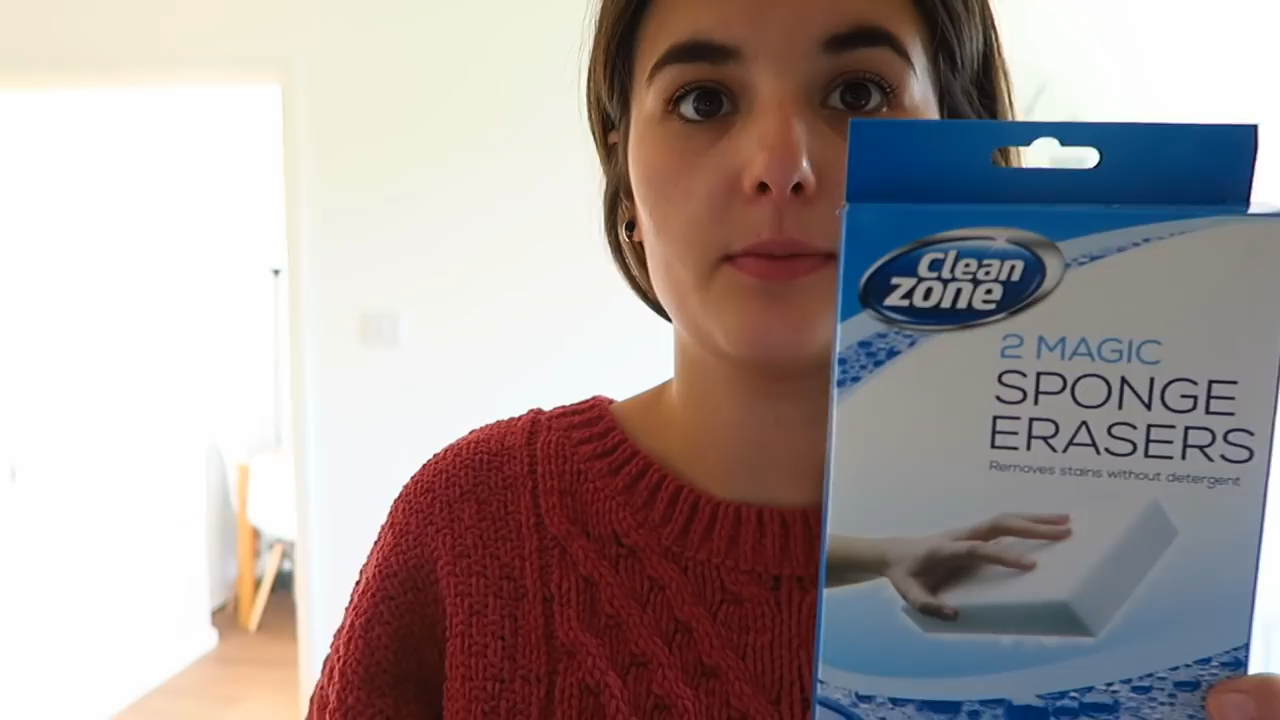 Clean
zone
2 MAGIC
SPONGE
ERASERS
Removes stains without detergent